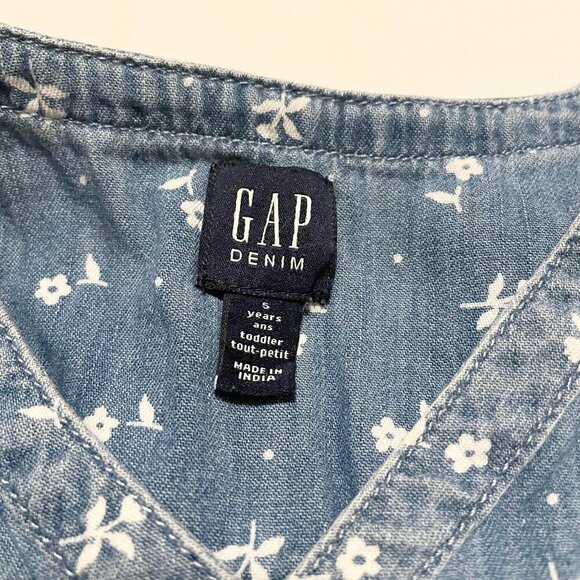 GAP
DENIM
5
years
ans
toddler
tout-petit
MADE IN
INDIA